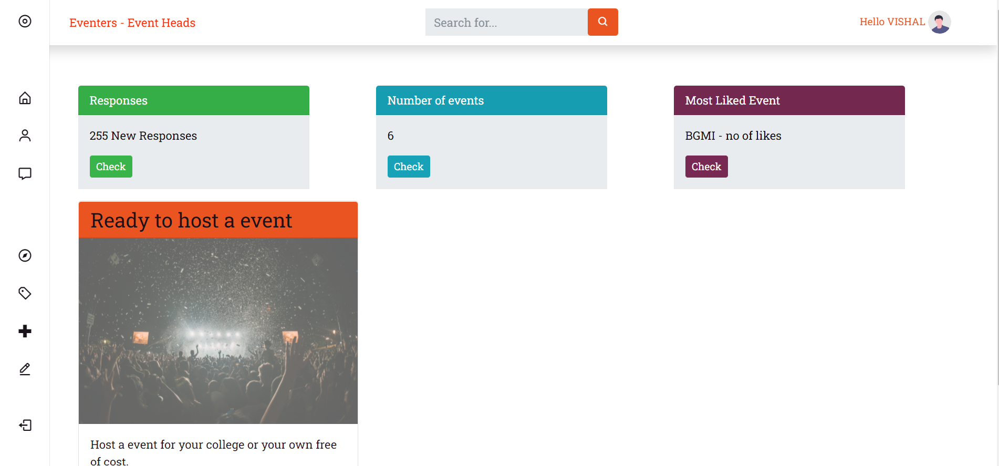 Eventers - Event Heads
Search for...
Hello VISHAL
Responses
255 New Responses
Check
Number of events
6
Check
Most Liked Event
BGMI - no of likes
Check
Ready to host a event
Host a event for your college or your own free
of cost.